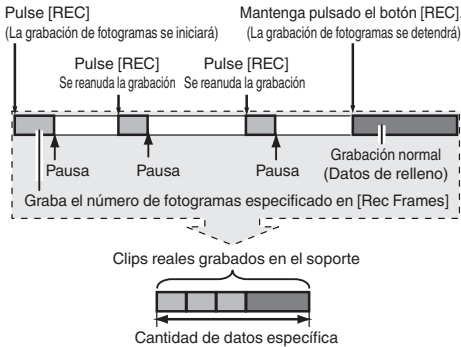 Pulse [REC]
(La grabación de fotogramas se iniciará)
Mantenga pulsado el botón [REC].
(La grabación de fotogramas se detendrá)
Pulse [REC]
Se reanuda la grabación
Pulse [REC]
Se reanuda la grabación
Pausa
Pausa
Pausa
Grabación normal
(Datos de relleno)
Graba el número de fotogramas especificado en [Rec Frames]
Clips reales grabados en el soporte
Cantidad de datos específica